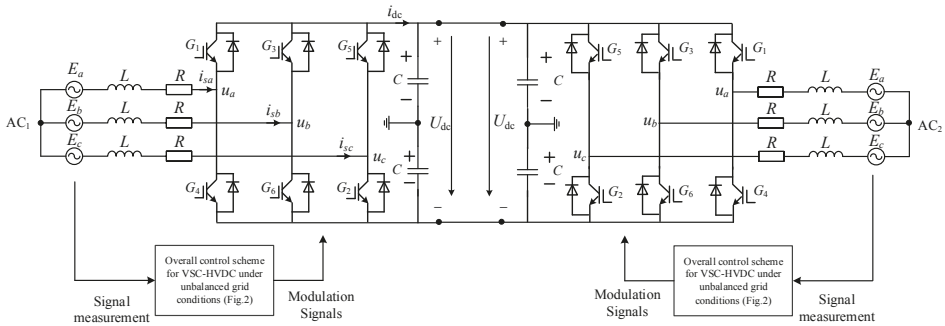 i_dc
G_1
G_3
G_5
+
+
+
+
G_5
G_3
G_1
E_a
L
R
i_sa
u_a
C
−
C
−
u_a
R
L
E_a
AC_1
E_b
L
R
i_sb
u_b
U_dc
U_dc
u_b
R
L
E_b
AC_2
E_c
L
R
i_sc
u_c
+
C
−
+
C
−
u_c
R
L
E_c
G_4
G_6
G_2
−
−
G_2
G_6
G_4
Overall control scheme
for VSC-HVDC under
unbalanced grid
conditions (Fig.2)
Signal
measurement
Modulation
Signals
Modulation
Signals
Overall control scheme
for VSC-HVDC under
unbalanced grid
conditions (Fig.2)
Signal
measurement